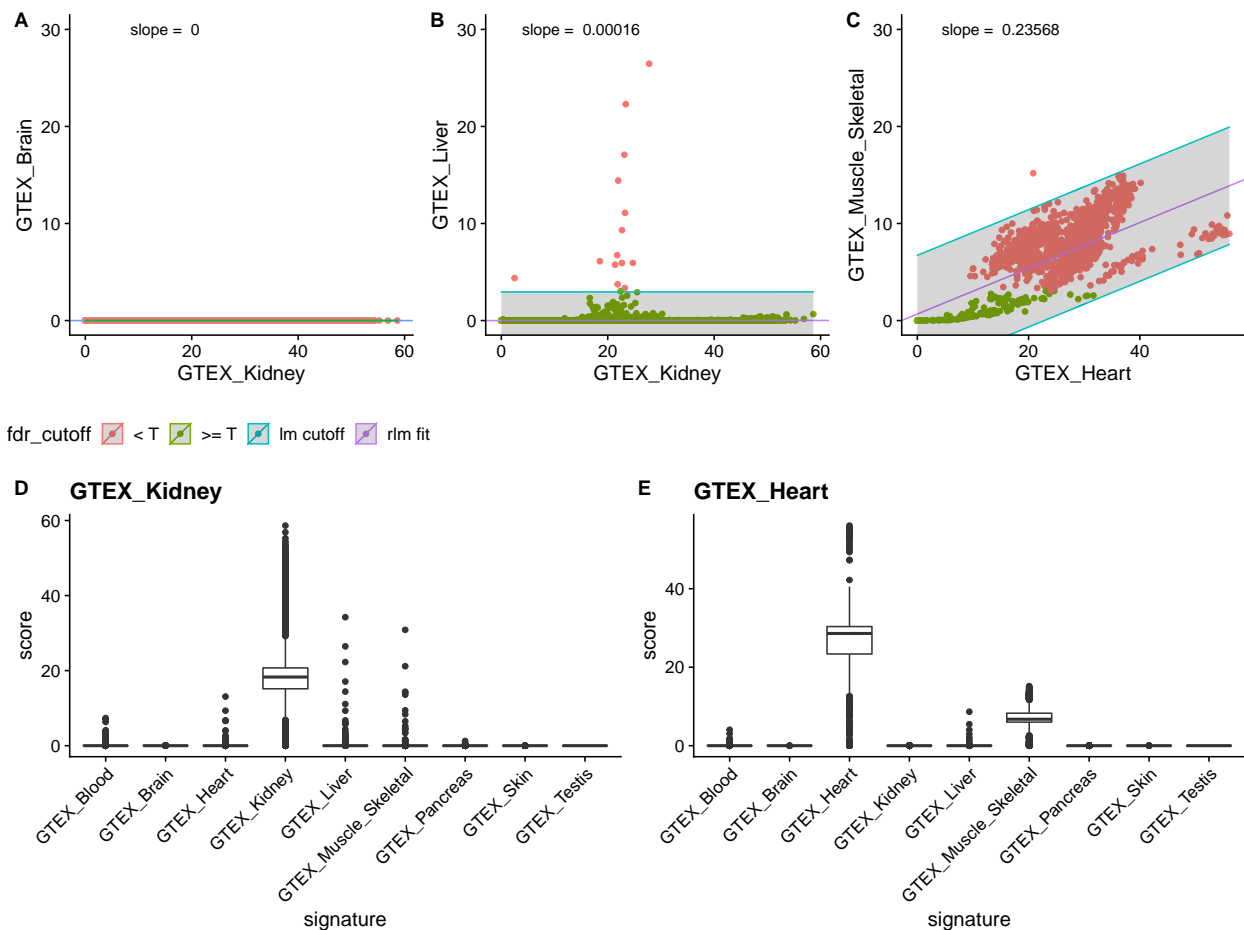 A
slope = 0
30
20
10
0
GTEX_Brain
0
20
40
60
GTEX_Kidney
B
slope = 0.00016
30
20
10
0
GTEX_Liver
0
20
40
60
GTEX_Kidney
C
slope = 0.23568
30
20
10
0
GTEX_Muscle_Skeletal
0
20
40
GTEX_Heart
fdr_cutoff < T >= T lm cutoff rlm fit
D GTEX_Kidney
60
40
20
0
score
GTEX_Blood
GTEX_Brain
GTEX_Heart
GTEX_Kidney
GTEX_Liver
GTEX_Muscle_Skeletal
GTEX_Pancreas
GTEX_Skin
GTEX_Testis
signature
E GTEX_Heart
40
20
0
score
GTEX_Blood
GTEX_Brain
GTEX_Heart
GTEX_Kidney
GTEX_Liver
GTEX_Muscle_Skeletal
GTEX_Pancreas
GTEX_Skin
GTEX_Testis
signature